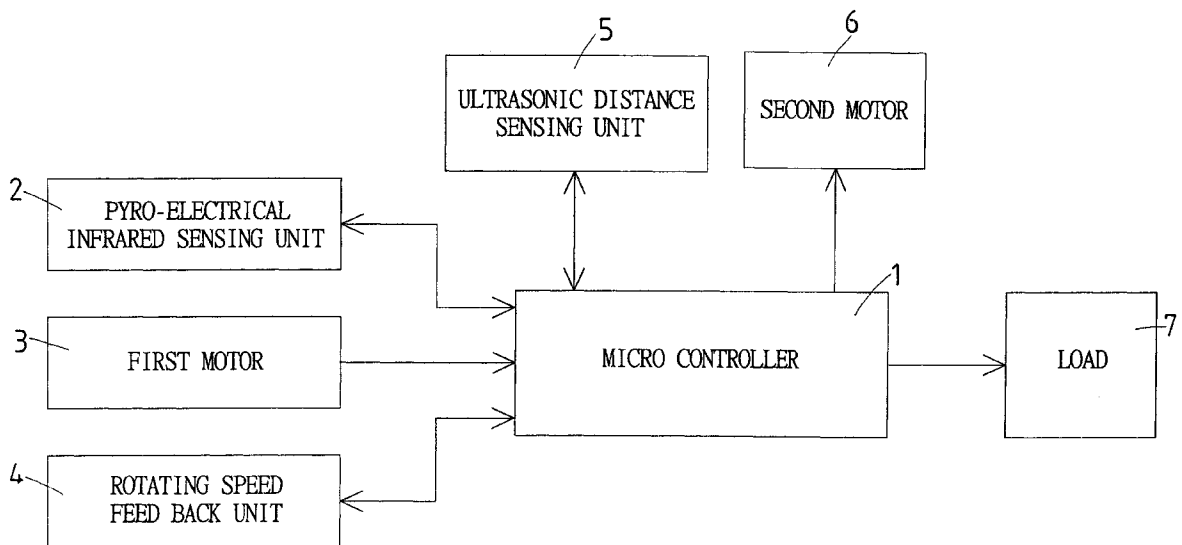 5
6
ULTRASONIC DISTANCE
SENSING UNIT
SECOND MOTOR
2
PYRO-ELECTRICAL
INFRARED SENSING UNIT
1
3
FIRST MOTOR
MICRO CONTROLLER
LOAD
7
4
ROTATING SPEED
FEED BACK UNIT